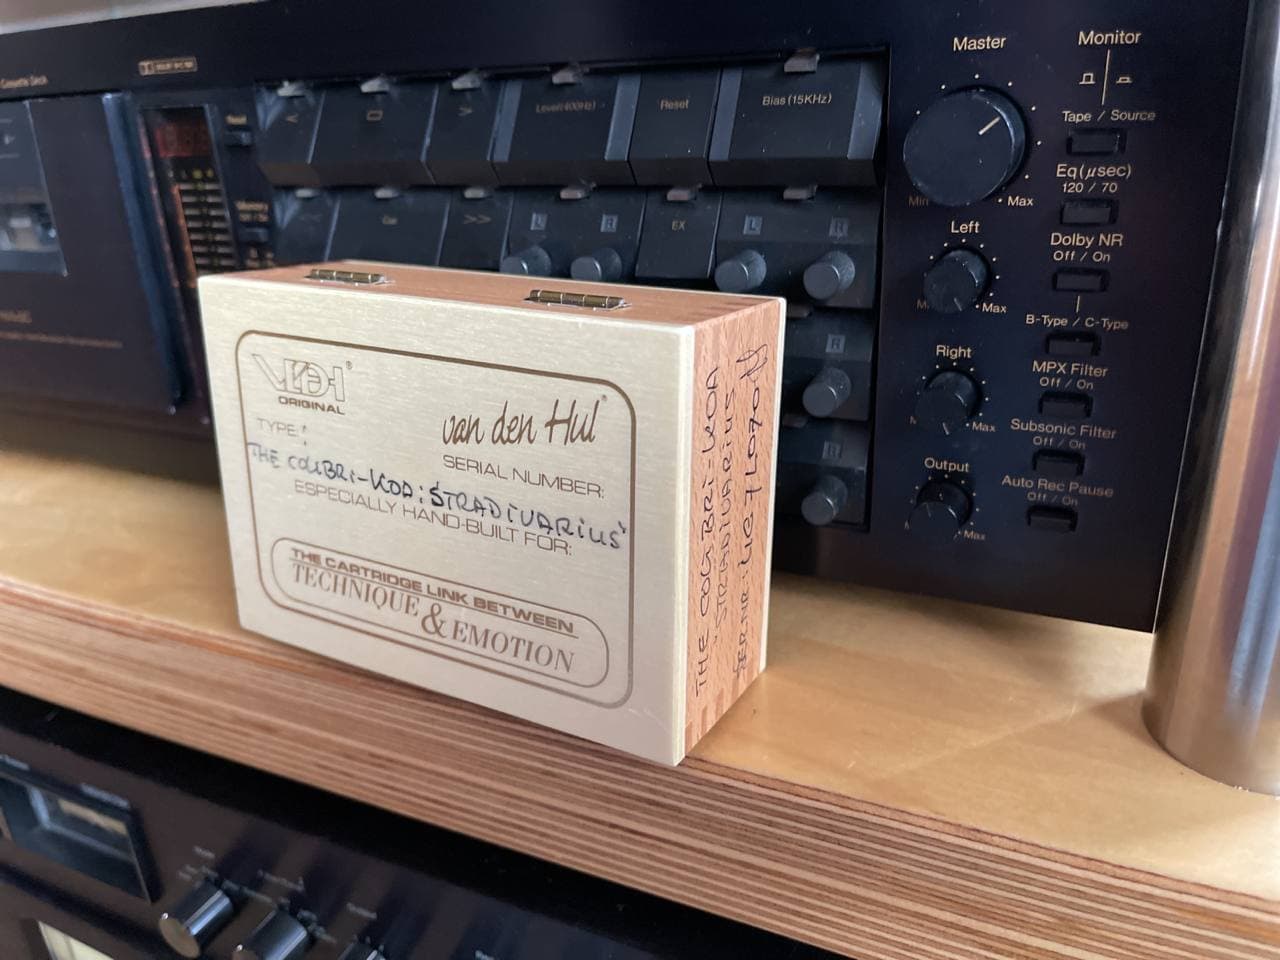 Cassette Deck
Master
Monitor
Level(400Hz)
Reset
Bias (15KHz)
Tape / Source
Eq(μsec)
120 / 70
Min
Max
Left
Dolby NR
Off / On
Max
B-Type / C-Type
Right
MPX Filter
Off / On
Max
Subsonic Filter
Off / On
Output
Auto Rec Pause
Off / On
Max
L
R
EX
L
R
R
R
VDH®
ORIGINAL
van den Hul®
TYPE:
SERIAL NUMBER:
THE COLIBRI-KOA: STRADIVARIUS'
ESPECIALLY HAND-BUILT FOR:
THE CARTRIDGE LINK BETWEEN
TECHNIQUE
& EMOTION
THE COLIBRI-KOA
'STRADIVARIUS'